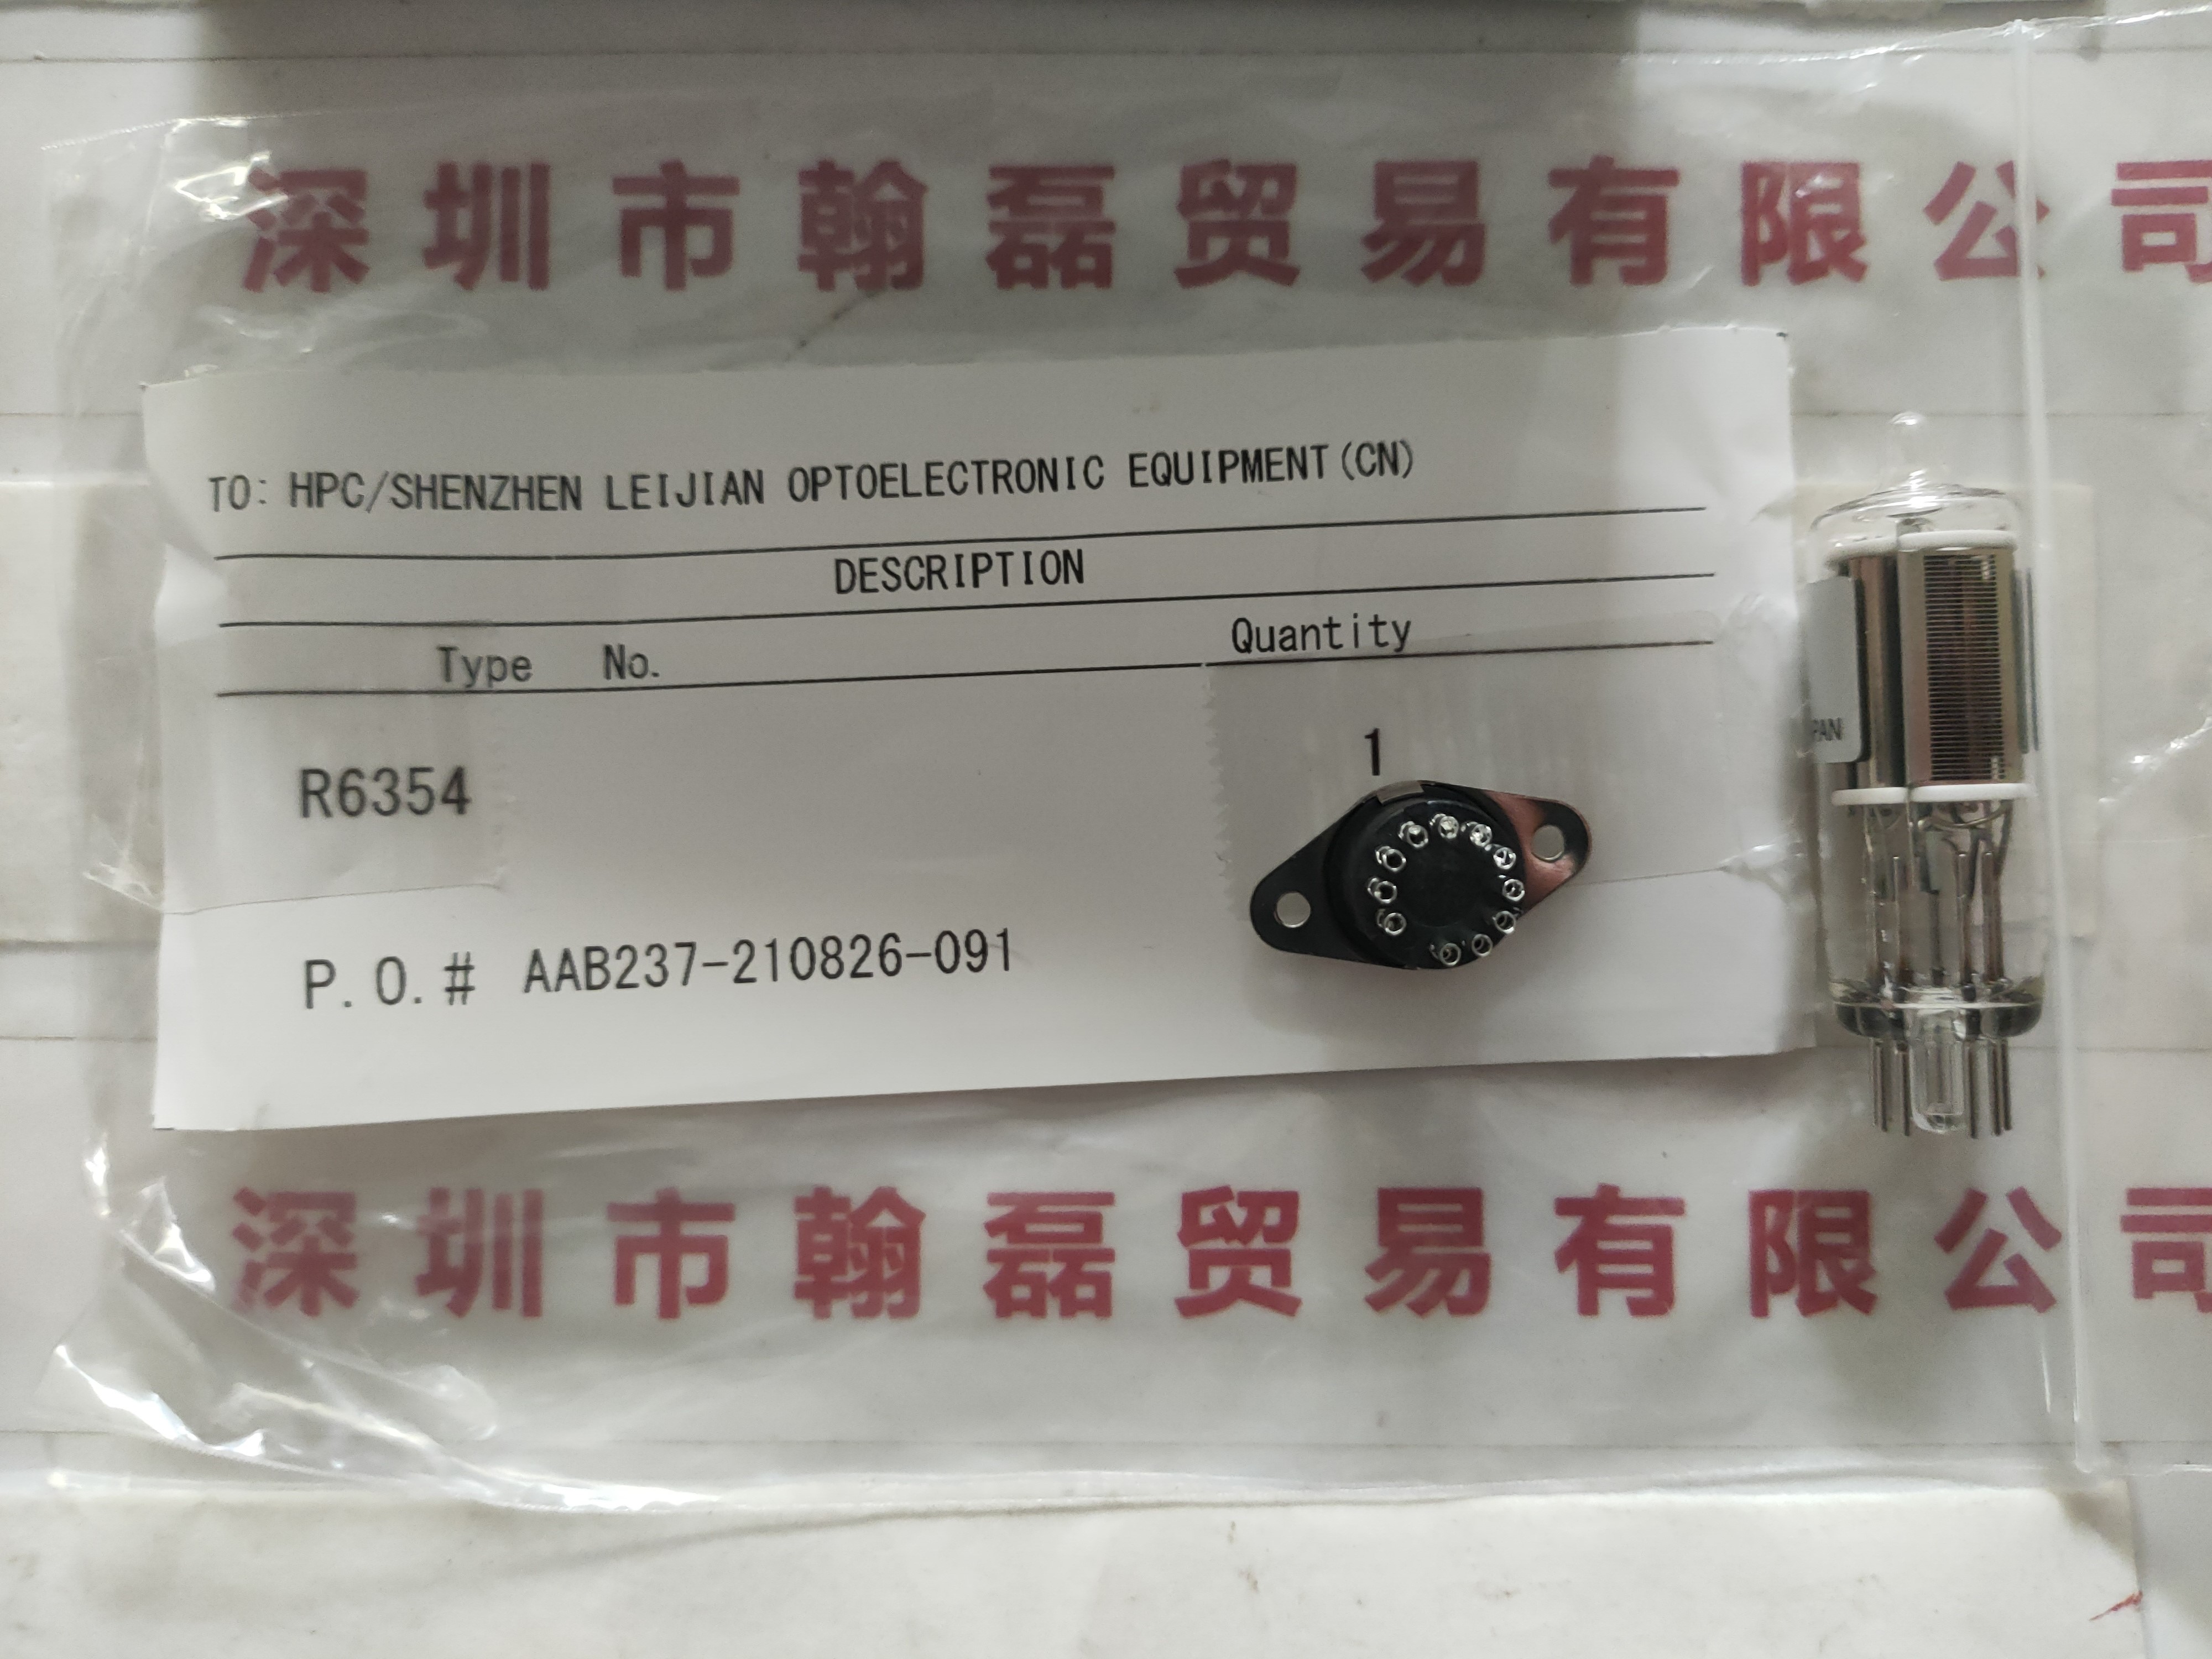 深圳市翰磊贸易有限公司
TO: HPC/SHENZHEN LEIJIAN OPTOELECTRONIC EQUIPMENT(CN)
DESCRIPTION
Type No. Quantity
R6354 1
P.O.# AAB237-210826-091
深圳市翰磊贸易有限公司